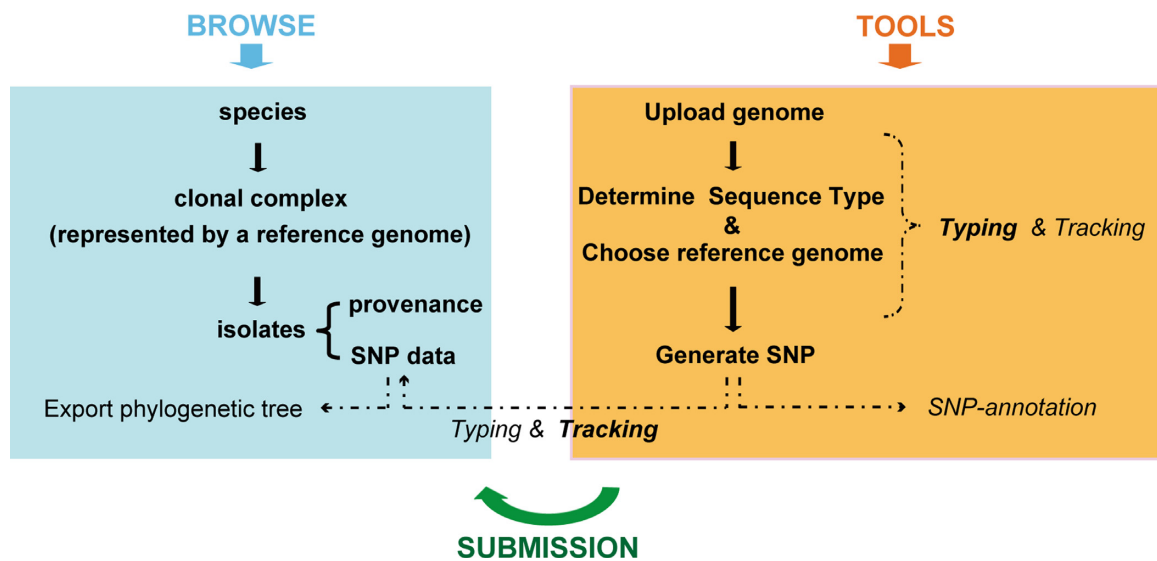 BROWSE
species
clonal complex
(represented by a reference genome)
isolates
provenance
SNP data
Export phylogenetic tree
TOOLS
Upload genome
Determine Sequence Type
&
Choose reference genome
Typing & Tracking
Generate SNP
SNP-annotation
Typing & Tracking
SUBMISSION